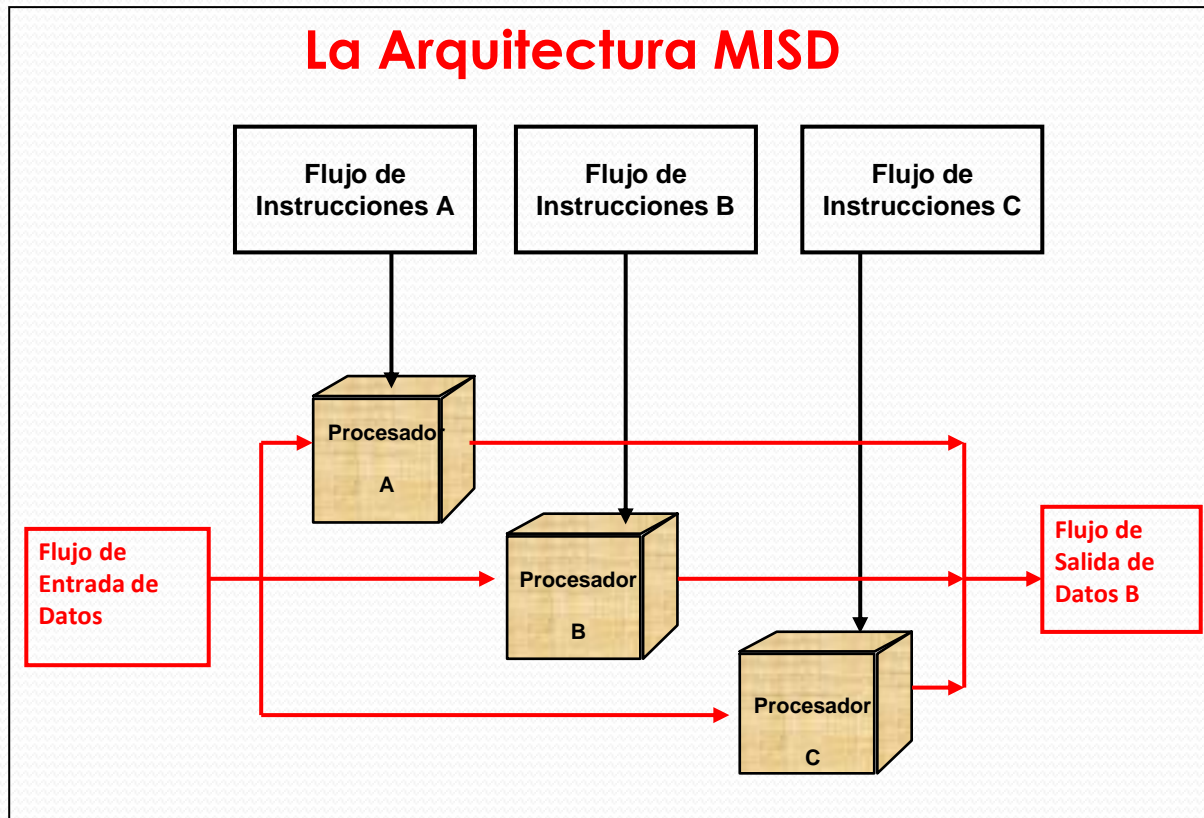 La Arquitectura MISD
Flujo de
Instrucciones A
Flujo de
Instrucciones B
Flujo de
Instrucciones C
Procesador
A
Procesador
B
Procesador
C
Flujo de
Entrada de
Datos
Flujo de
Salida de
Datos B